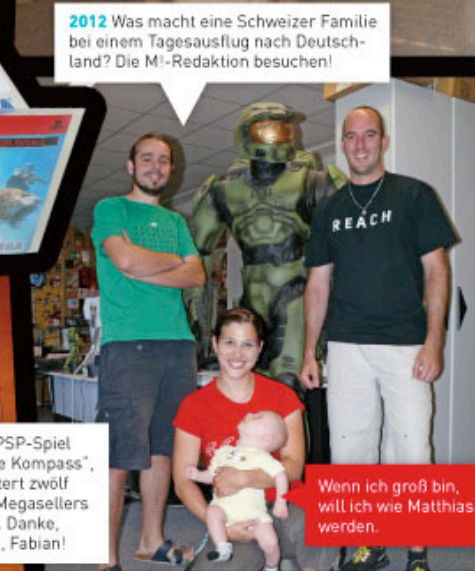 2012 Was macht eine Schweizer Familie
bei einem Tagesausflug nach Deutsch-
land? Die M!-Redaktion besuchen!
REACH
PSP-Spiel
e Kompass",
tert zwölf
Megasellers
Danke,
, Fabian!
Wenn ich groß bin,
will ich wie Matthias
werden.